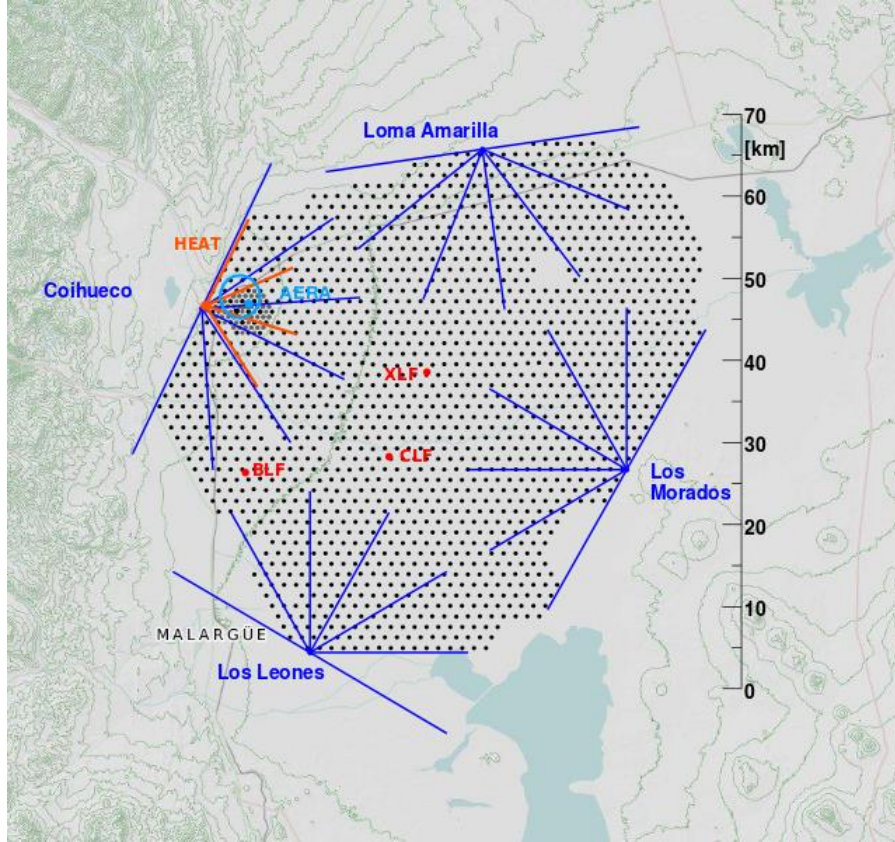 70
Loma Amarilla
[km]
60
HEAT
50
Coihueco
AERA
40
XLF
30
CLF
BLF
Los
Morados
20
10
MALARGÜE
Los Leones
0